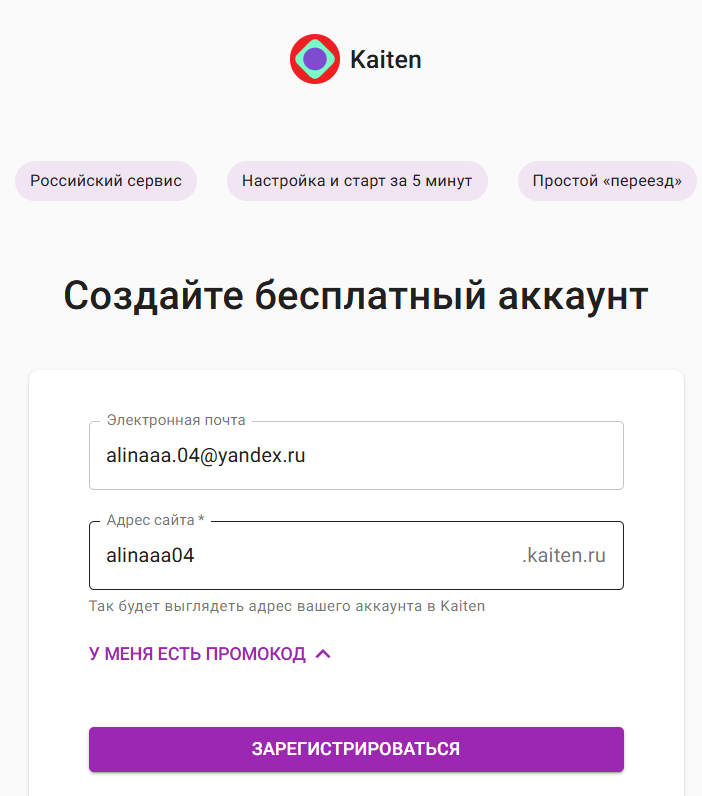 Kaiten
Российский сервис
Настройка и старт за 5 минут
Простой «переезд»
Создайте бесплатный аккаунт
Электронная почта
alinaaa.04@yandex.ru
Адрес сайта *
alinaaa04 .kaiten.ru
Так будет выглядеть адрес вашего аккаунта в Kaiten
У МЕНЯ ЕСТЬ ПРОМОКОД
ЗАРЕГИСТРИРОВАТЬСЯ